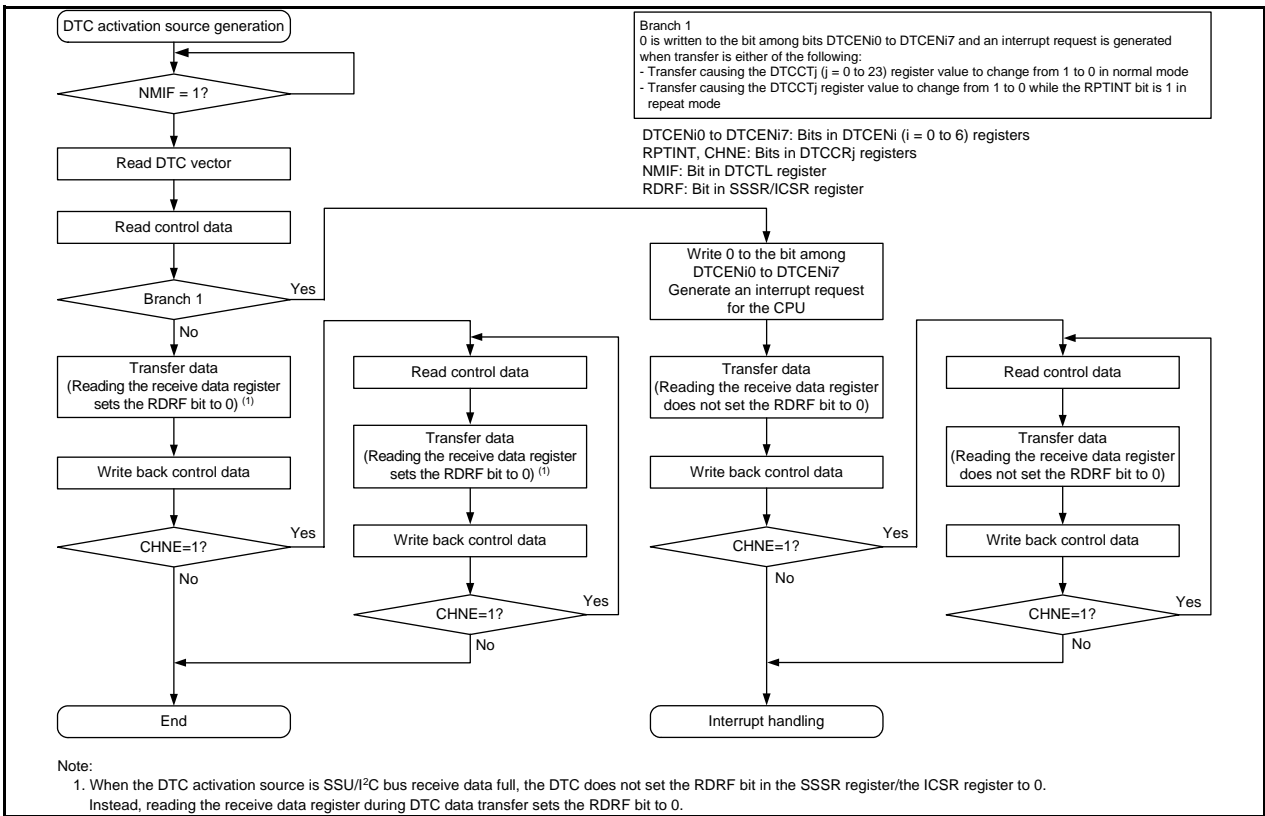 DTC activation source generation
NMIF = 1?
Read DTC vector
Read control data
Branch 1
Yes
No
Transfer data
(Reading the receive data register
sets the RDRF bit to 0) (1)
Write back control data
CHNE=1?
Yes
No
End
Read control data
Transfer data
(Reading the receive data register
sets the RDRF bit to 0) (1)
Write back control data
CHNE=1?
Yes
No
Branch 1
0 is written to the bit among bits DTCENi0 to DTCENi7 and an interrupt request is generated
when transfer is either of the following:
- Transfer causing the DTCCTj (j = 0 to 23) register value to change from 1 to 0 in normal mode
- Transfer causing the DTCCTj register value to change from 1 to 0 while the RPTINT bit is 1 in
repeat mode
DTCENi0 to DTCENi7: Bits in DTCENi (i = 0 to 6) registers
RPTINT, CHNE: Bits in DTCCRj registers
NMIF: Bit in DTCTL register
RDRF: Bit in SSSR/ICSR register
Write 0 to the bit among
DTCENi0 to DTCENi7
Generate an interrupt request
for the CPU
Transfer data
(Reading the receive data register
does not set the RDRF bit to 0)
Write back control data
CHNE=1?
Yes
No
Interrupt handling
Read control data
Transfer data
(Reading the receive data register
does not set the RDRF bit to 0)
Write back control data
CHNE=1?
Yes
No
Note:
1. When the DTC activation source is SSU/I²C bus receive data full, the DTC does not set the RDRF bit in the SSSR register/the ICSR register to 0.
Instead, reading the receive data register during DTC data transfer sets the RDRF bit to 0.